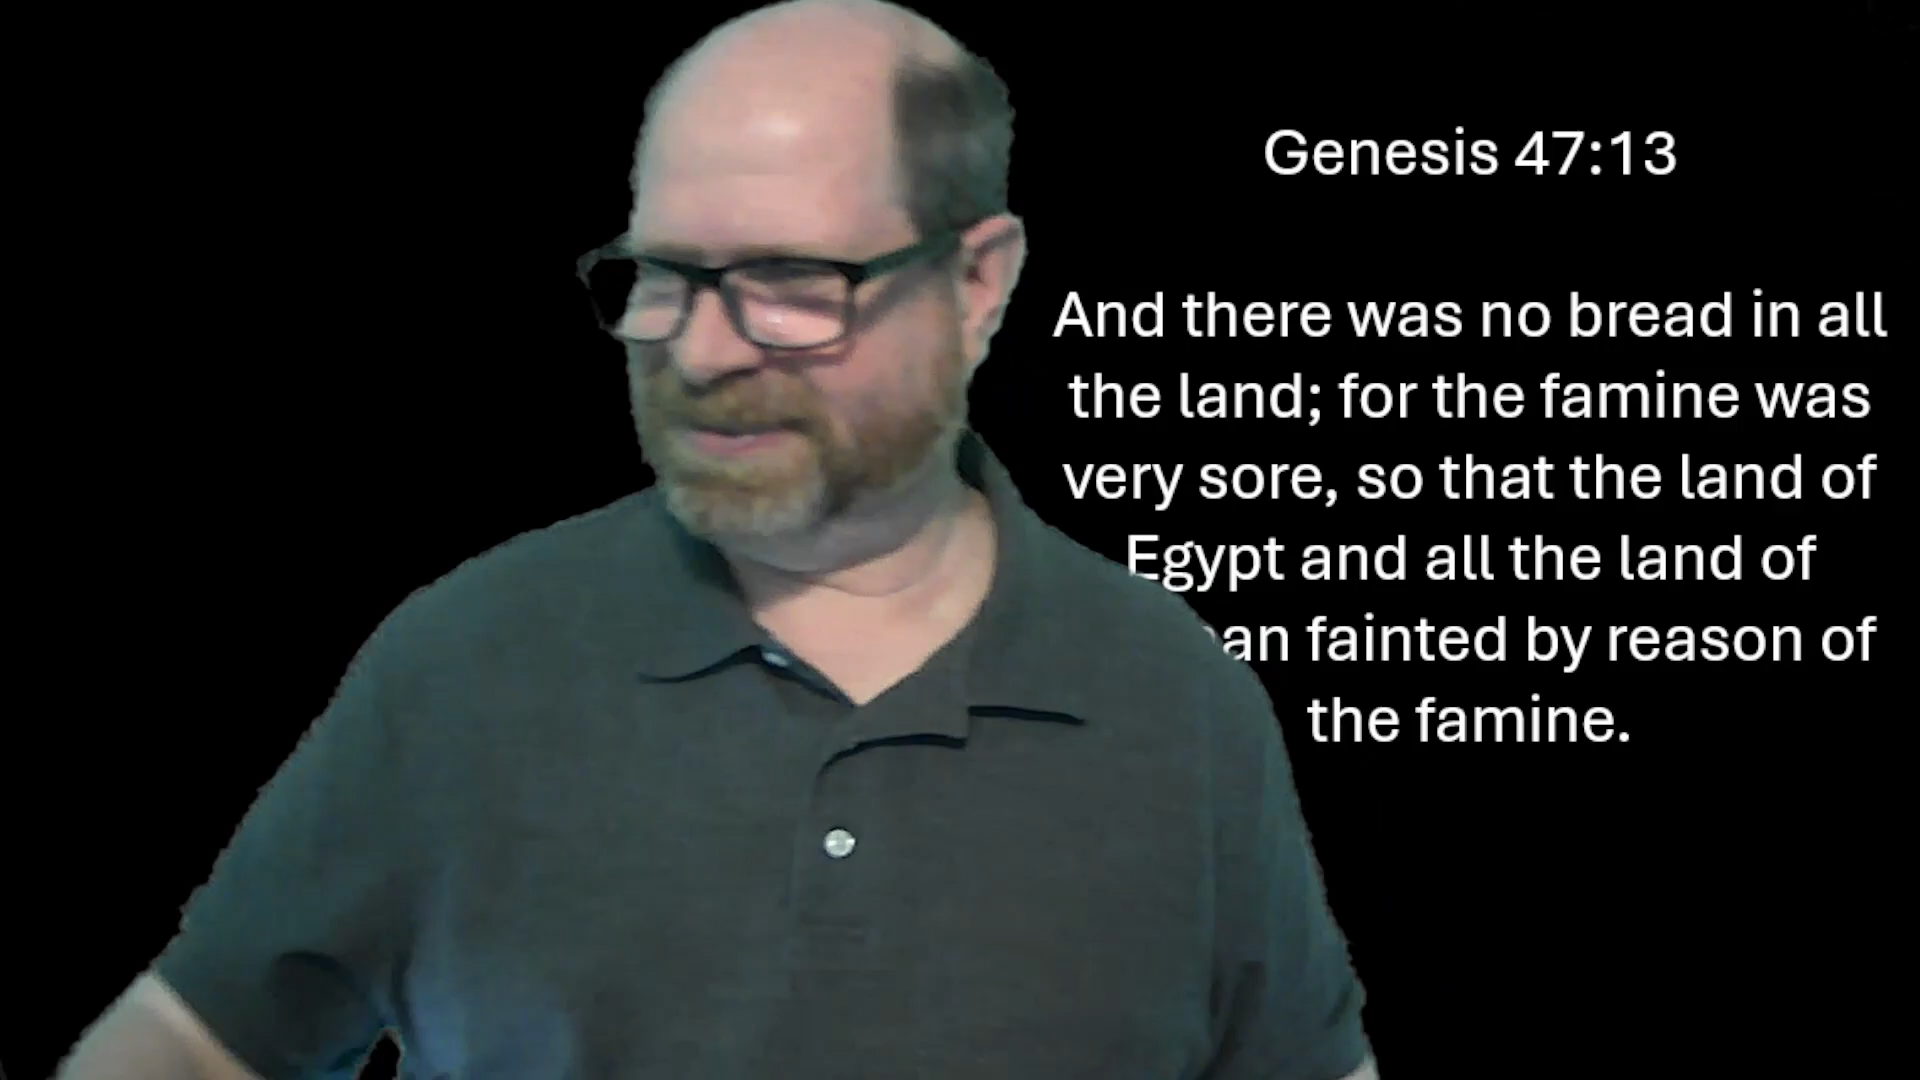 Genesis 47:13
And there was no bread in all
the land; for the famine was
very sore, so that the land of
Egypt and all the land of
fainted by reason of
the famine.